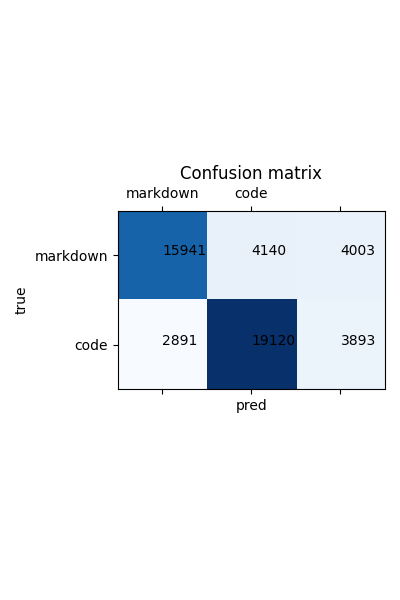 Confusion matrix
markdown code
markdown 15941 4140 4003
true
code 2891 19120 3893
pred